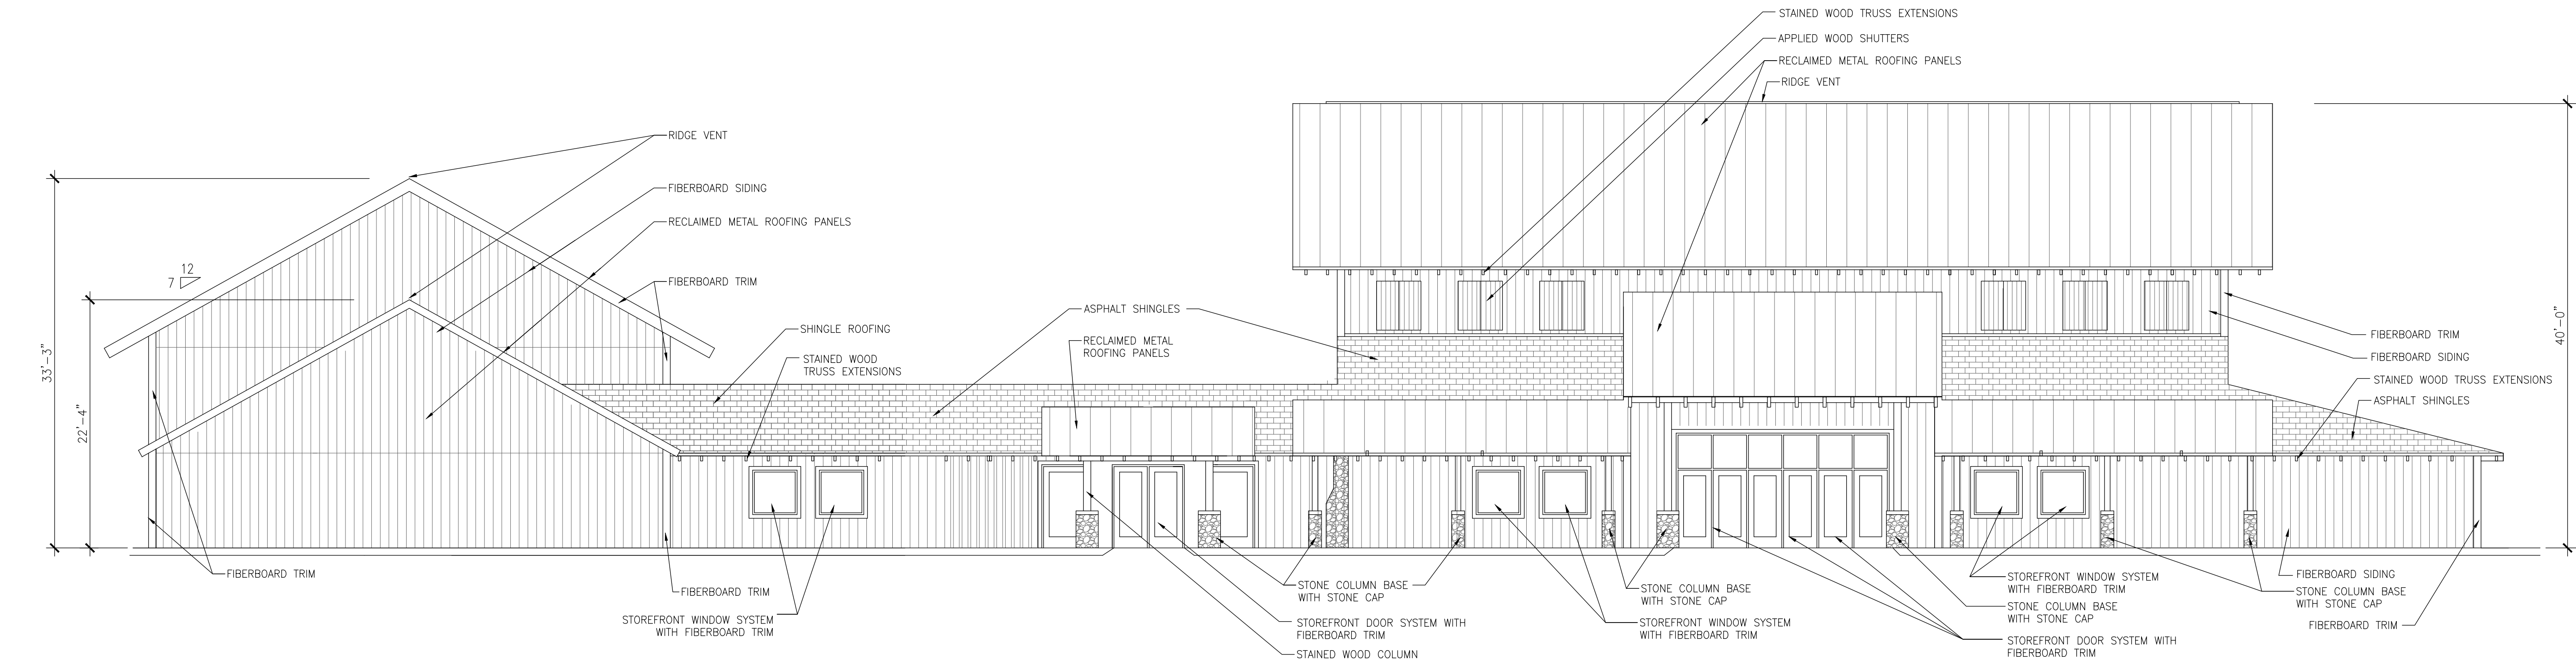 STAINED WOOD TRUSS EXTENSIONS
APPLIED WOOD SHUTTERS
RECLAIMED METAL ROOFING PANELS
RIDGE VENT
RIDGE VENT
FIBERBOARD SIDING
RECLAIMED METAL ROOFING PANELS
12
7
FIBERBOARD TRIM
33'-3"
22'-4"
40'-0"
ASPHALT SHINGLES
SHINGLE ROOFING
RECLAIMED METAL
ROOFING PANELS
STAINED WOOD
TRUSS EXTENSIONS
FIBERBOARD TRIM
FIBERBOARD SIDING
STAINED WOOD TRUSS EXTENSIONS
ASPHALT SHINGLES
FIBERBOARD TRIM
FIBERBOARD TRIM
STOREFRONT WINDOW SYSTEM
WITH FIBERBOARD TRIM
STONE COLUMN BASE
WITH STONE CAP
STOREFRONT DOOR SYSTEM WITH
FIBERBOARD TRIM
STAINED WOOD COLUMN
STONE COLUMN BASE
WITH STONE CAP
STOREFRONT WINDOW SYSTEM
WITH FIBERBOARD TRIM
STOREFRONT WINDOW SYSTEM
WITH FIBERBOARD TRIM
STONE COLUMN BASE
WITH STONE CAP
STOREFRONT DOOR SYSTEM WITH
FIBERBOARD TRIM
FIBERBOARD SIDING
STONE COLUMN BASE
WITH STONE CAP
FIBERBOARD TRIM